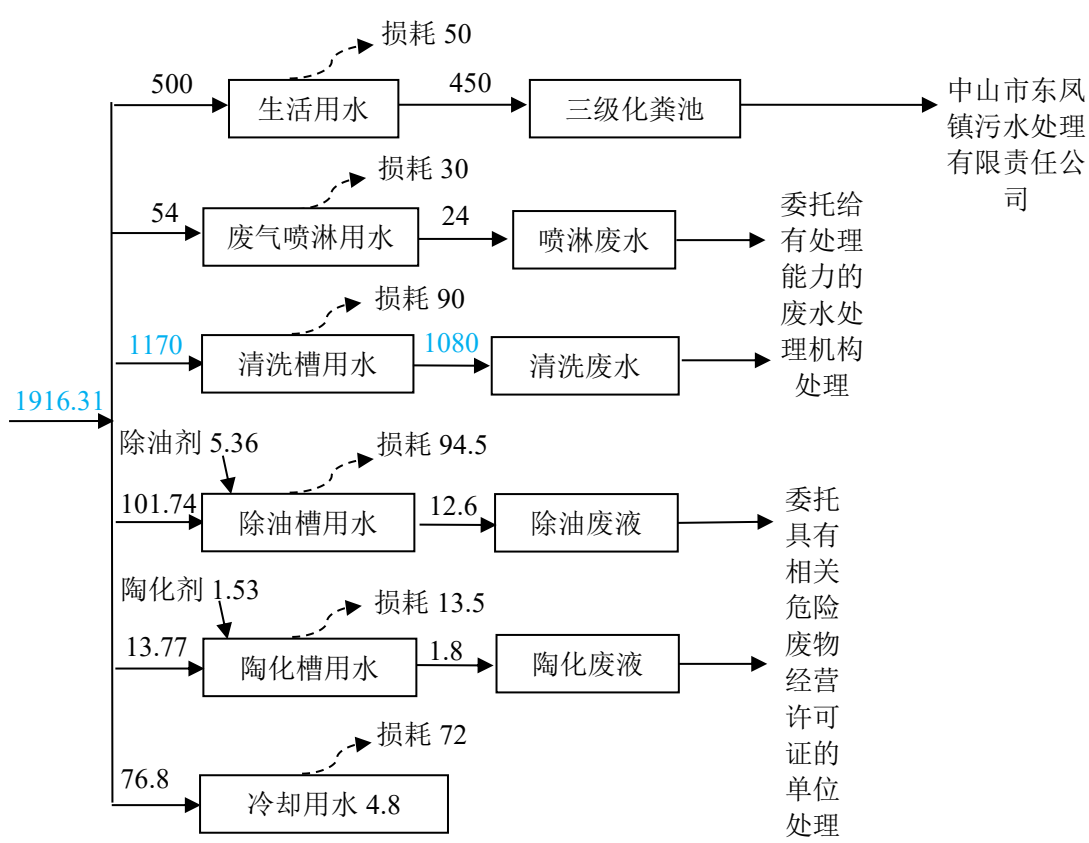 损耗 50
500
生活用水
450
三级化粪池
中山市东凤
镇污水处理
有限责任公
司
损耗 30
54
废气喷淋用水
24
喷淋废水
委托给
有处理
能力的
废水处
理机构
处理
损耗 90
1170
清洗槽用水
1080
清洗废水
1916.31
除油剂 5.36
损耗 94.5
101.74
除油槽用水
12.6
除油废液
委托
具有
相关
危险
废物
经营
许可
证的
单位
处理
陶化剂 1.53
损耗 13.5
13.77
陶化槽用水
1.8
陶化废液
损耗 72
76.8
冷却用水 4.8